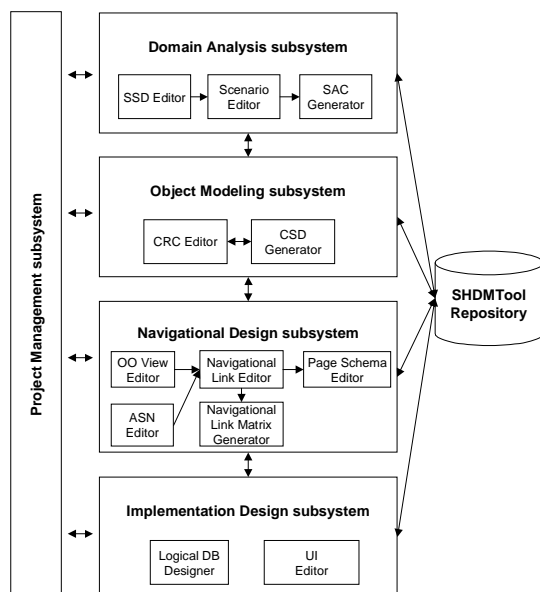 Project Management subsystem
Domain Analysis subsystem
SSD Editor
Scenario
Editor
SAC
Generator
Object Modeling subsystem
CRC Editor
CSD
Generator
Navigational Design subsystem
OO View
Editor
Navigational
Link Editor
Page Schema
Editor
ASN
Editor
Navigational
Link Matrix
Generator
Implementation Design subsystem
Logical DB
Designer
UI
Editor
SHDMTool
Repository